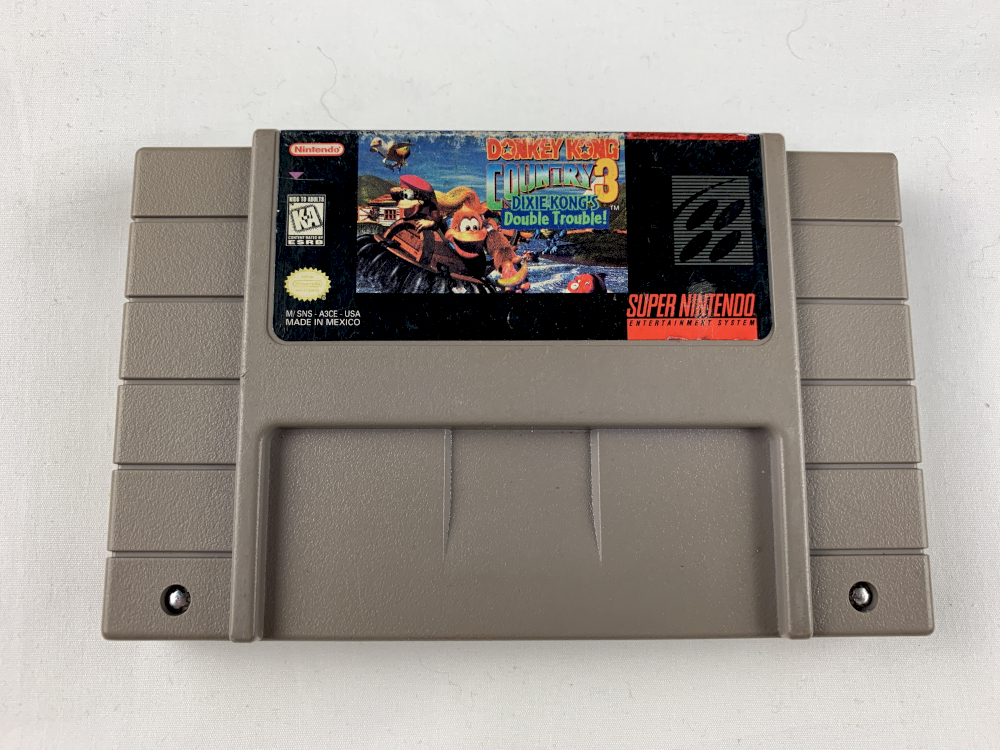 Nintendo
DONKEY KONG
COUNTRY 3
DIXIE KONG'S
Double Trouble!
TM
KIDS TO ADULTS
KA
CONTENT RATED BY
ESRB
M/ SNS - A3CE - USA
MADE IN MEXICO
SUPER NINTENDO
ENTERTAINMENT SYSTEM